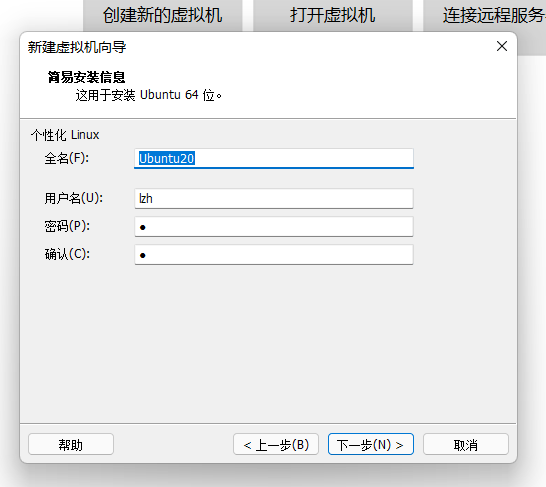 创建新的虚拟机 打开虚拟机 连接远程服务
新建虚拟机向导
简易安装信息
这用于安装 Ubuntu 64 位。
个性化 Linux
全名(F): Ubuntu20
用户名(U): lzh
密码(P): ●
确认(C): ●
帮助 < 上一步(B) 下一步(N) > 取消